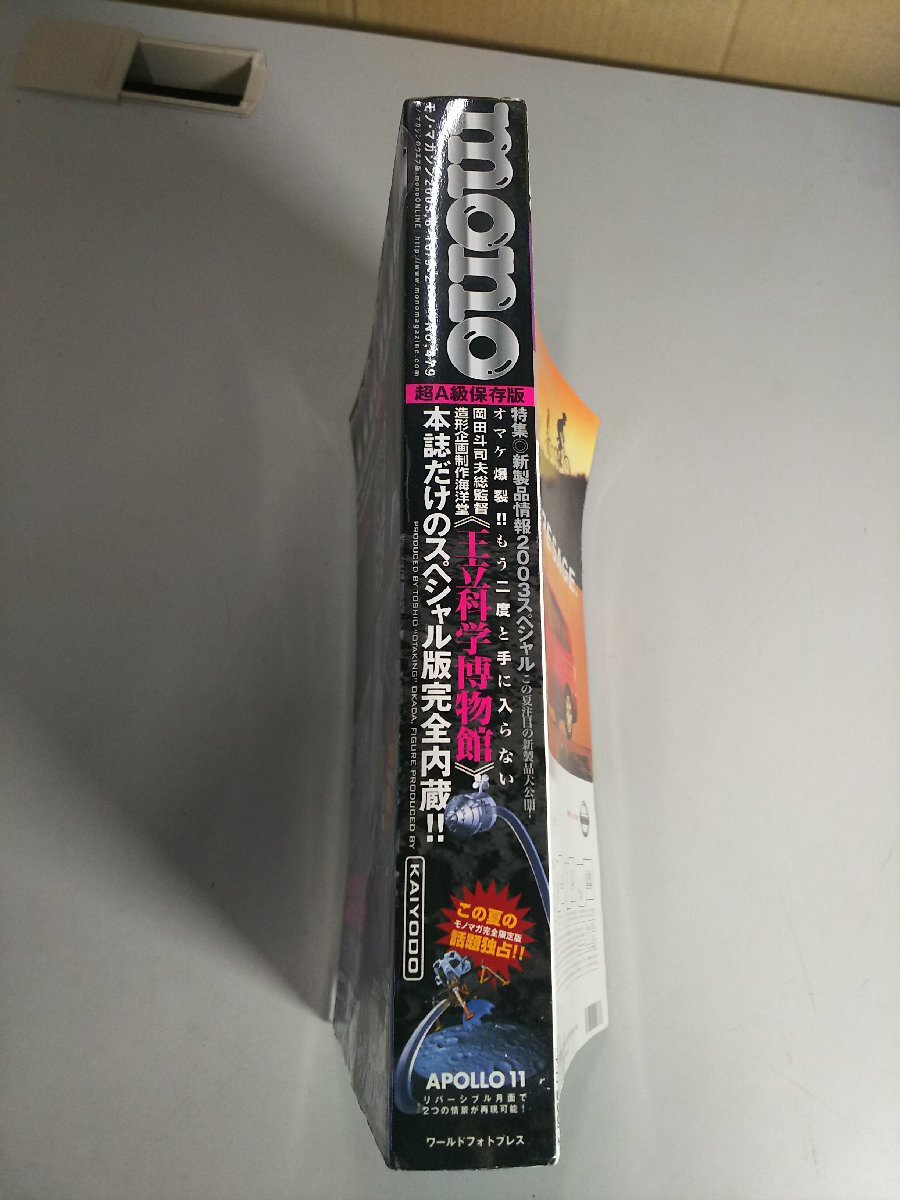 mono
モノ・マガジン2003,6
No,479
monoONLINE http://www.monomagazine.com
超A級保存版
特集◎新製品情報2003スペシャル この夏注目の新製品大公開!
オマケ爆裂!!もう二度と手に入らない
岡田斗司夫総監督
造形企画制作海洋堂
《王立科学博物館》
本誌だけのスペシャル版完全内蔵!!
PRODUCED BY TOSHIO "OTAKING" OKADA, FIGURE PRODUCED BY
KAIYODO
この夏の
モノマガ完全限定版
話題独占!!
APOLLO 11
リバーシブル月面で
2つの情景が再現可能!
ワールドフォトプレス